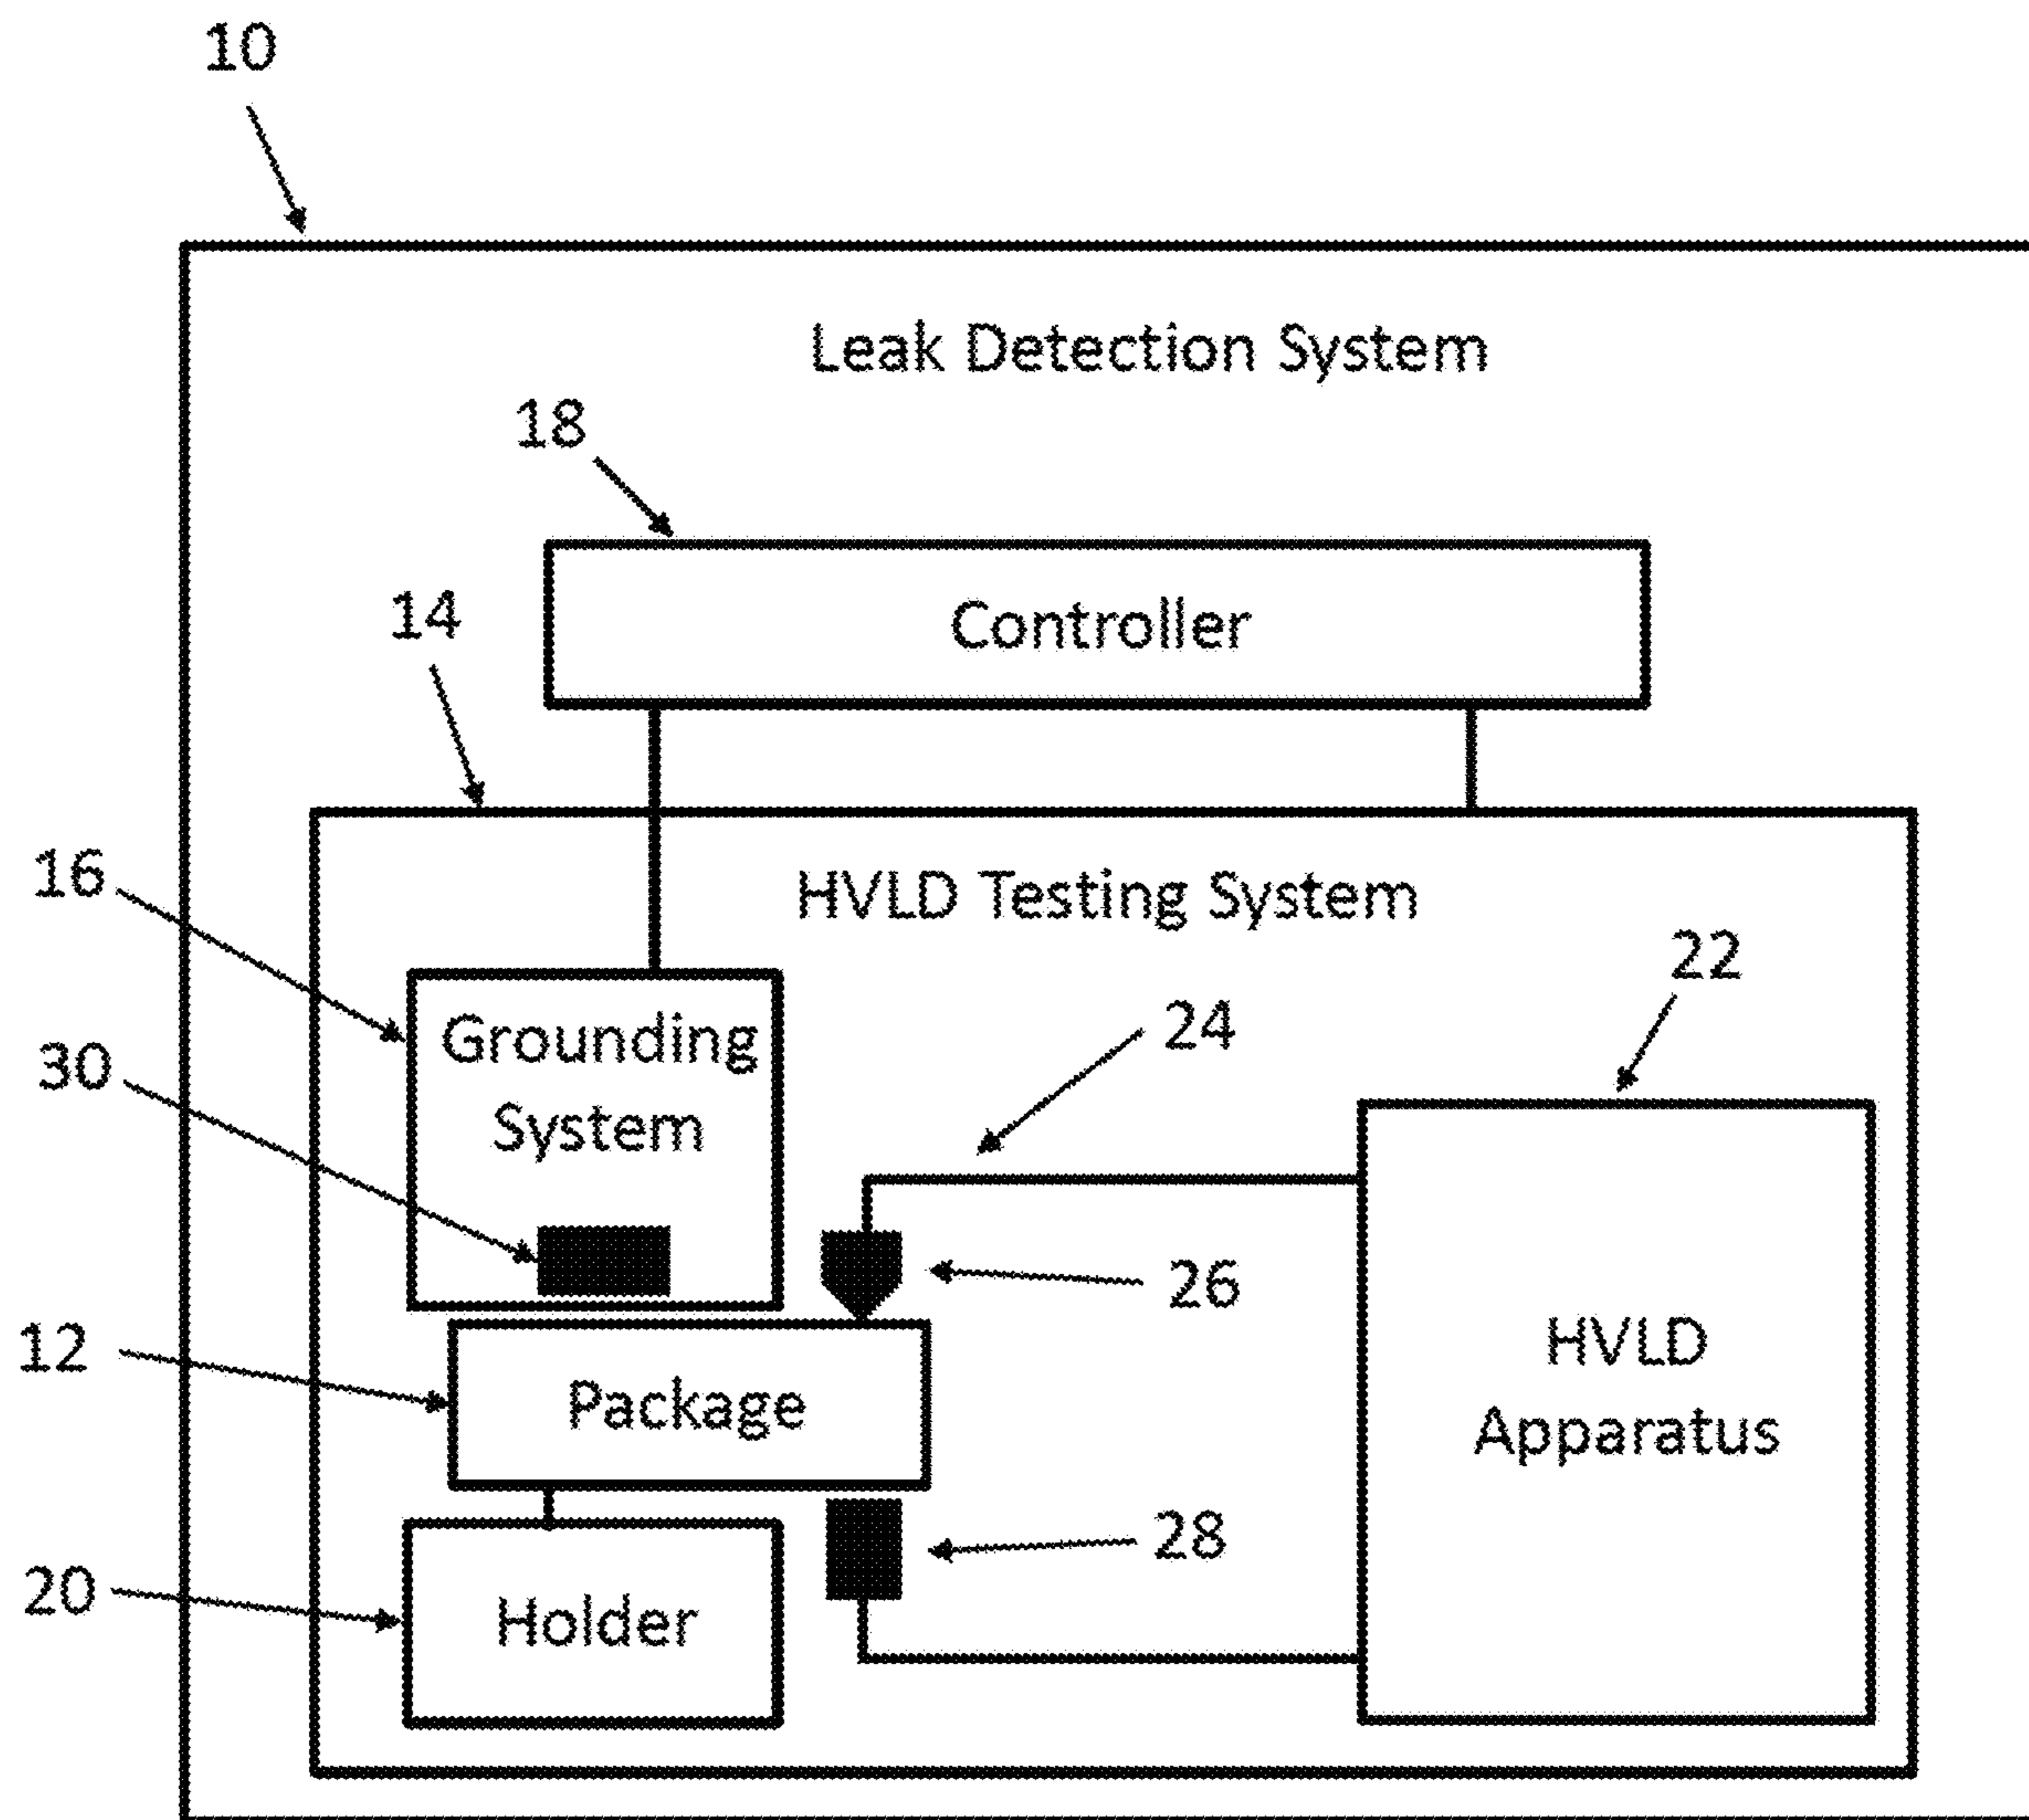 10
Leak Detection System
18
Controller
14
HVLD Testing System
16
22
Grounding
System
24
30
26
HVLD
Apparatus
12
Package
28
20
Holder